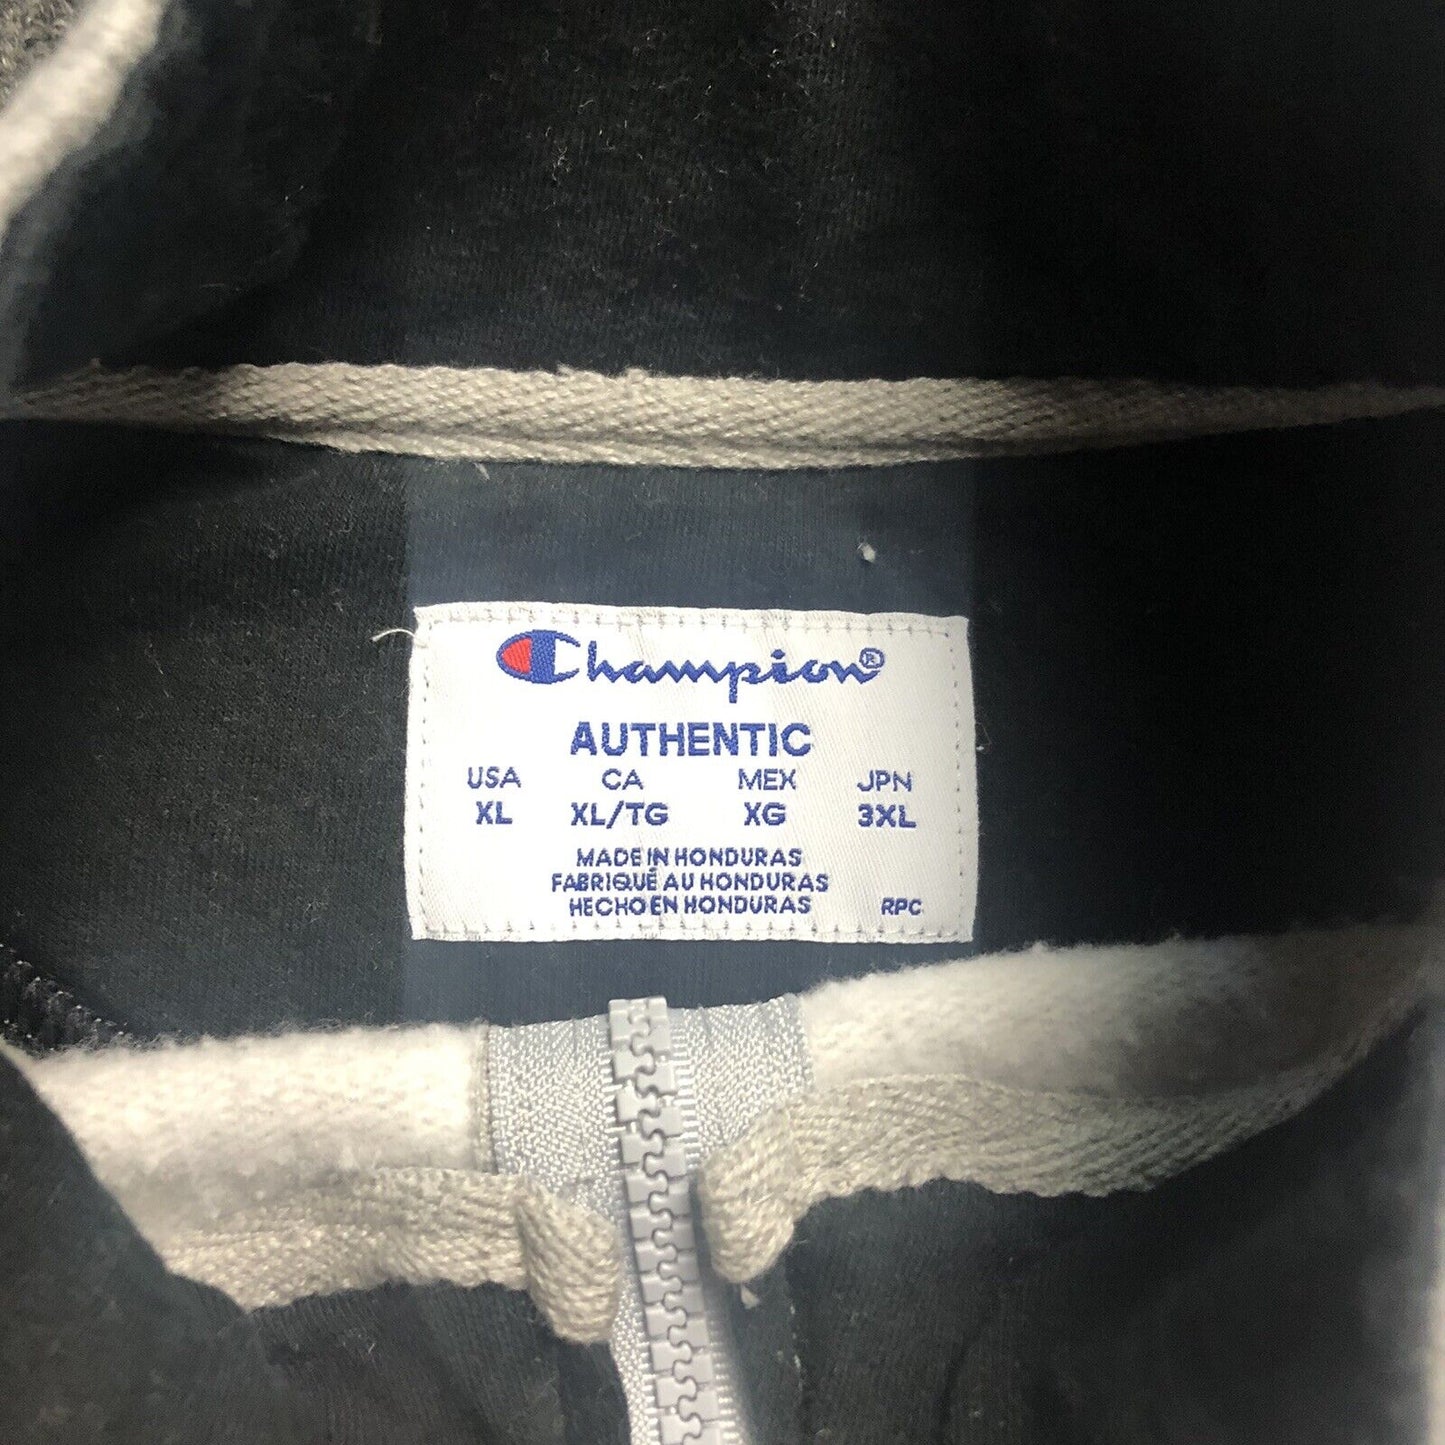 Champion®
AUTHENTIC
USA CA MEX JPN
XL XL/TG XG 3XL
MADE IN HONDURAS
FABRIQUÉ AU HONDURAS
HECHO EN HONDURAS RPC